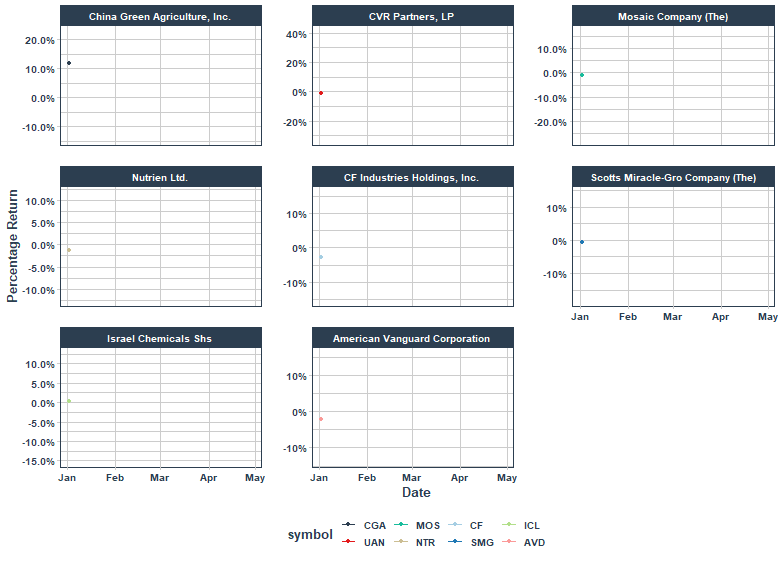 China Green Agriculture, Inc.
CVR Partners, LP
Mosaic Company (The)
20.0%
10.0%
0.0%
-10.0%
40%
20%
0%
-20%
10.0%
0.0%
-10.0%
-20.0%
Nutrien Ltd.
CF Industries Holdings, Inc.
Scotts Miracle-Gro Company (The)
10.0%
5.0%
0.0%
-5.0%
-10.0%
10%
0%
-10%
10%
0%
-10%
Jan Feb Mar Apr May
Percentage Return
Israel Chemicals Shs
American Vanguard Corporation
10.0%
5.0%
0.0%
-5.0%
-10.0%
-15.0%
10%
0%
-10%
Jan Feb Mar Apr May
Jan Feb Mar Apr May
Date
symbol
CGA MOS CF ICL
UAN NTR SMG AVD